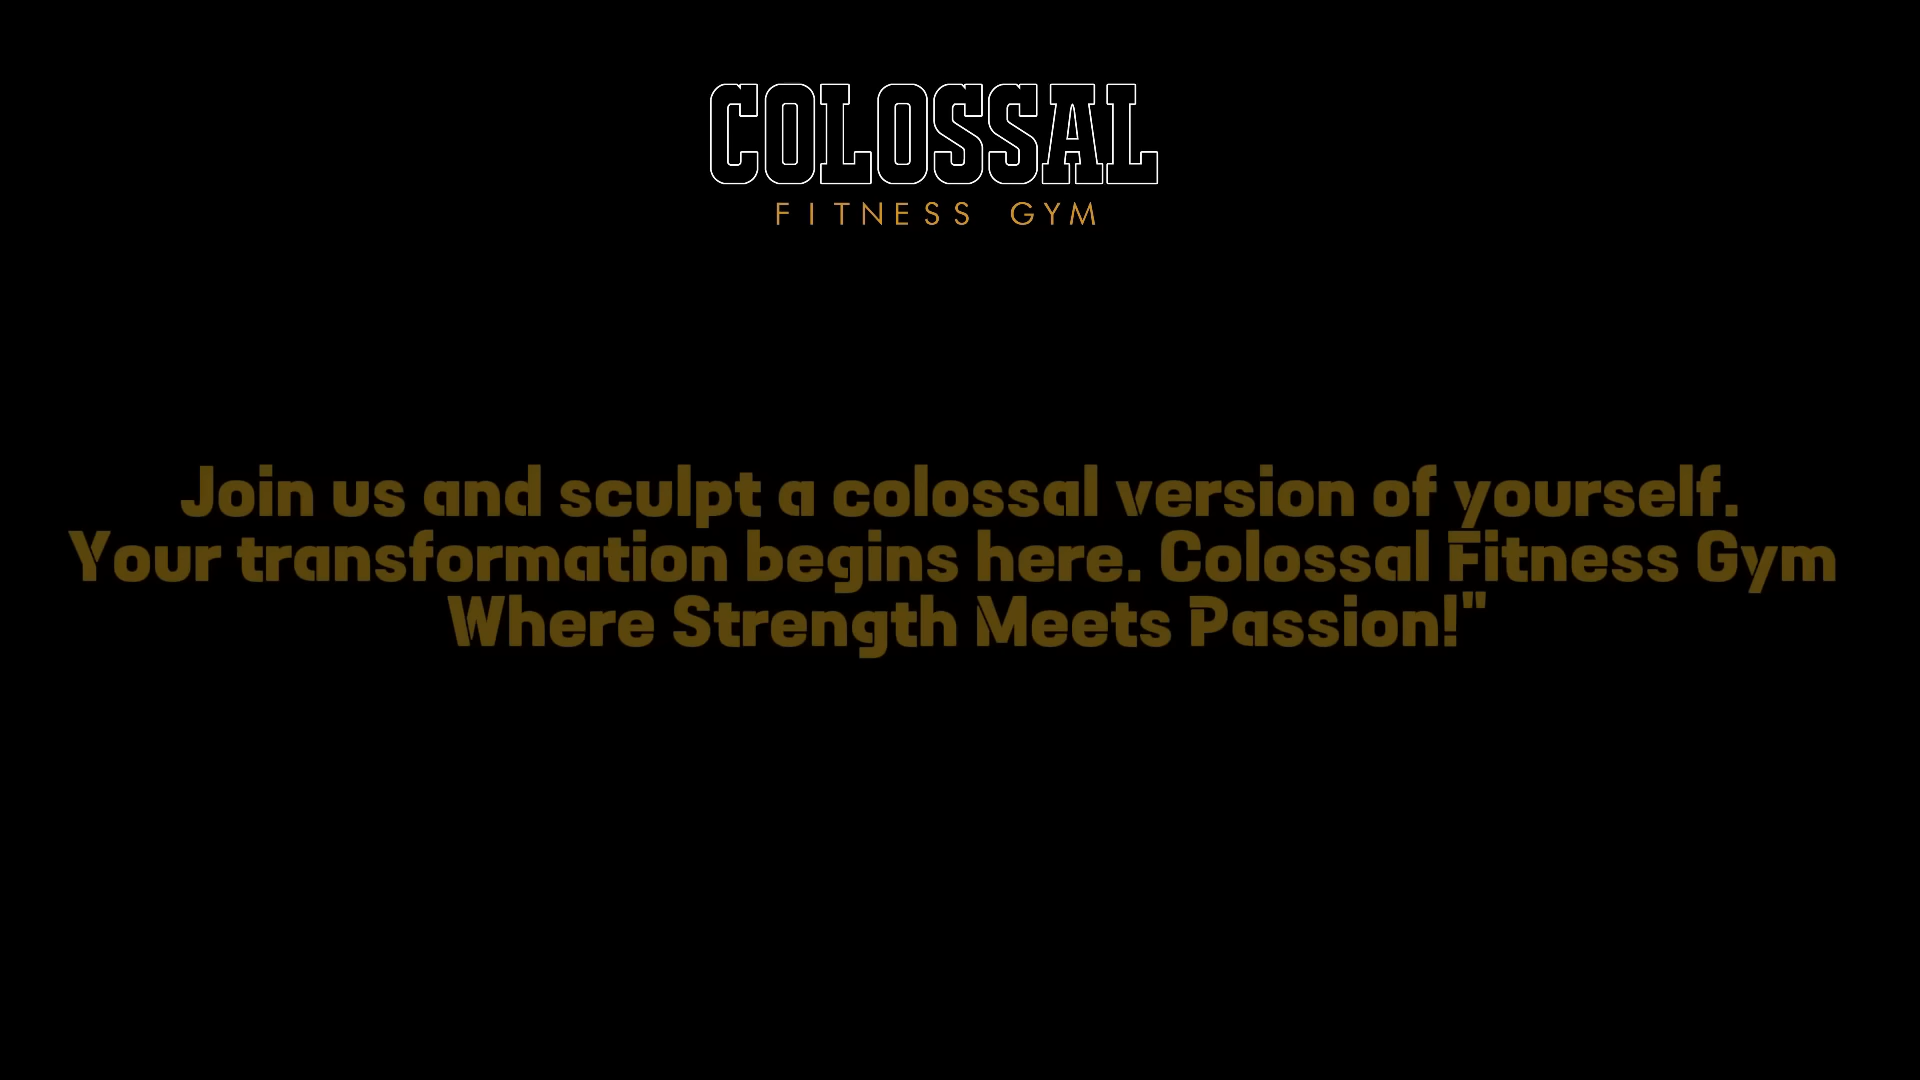 COLOSSAL
FITNESS GYM
Join us and sculpt a colossal version of yourself.
Your transformation begins here. Colossal Fitness Gym
Where Strength Meets Passion!"